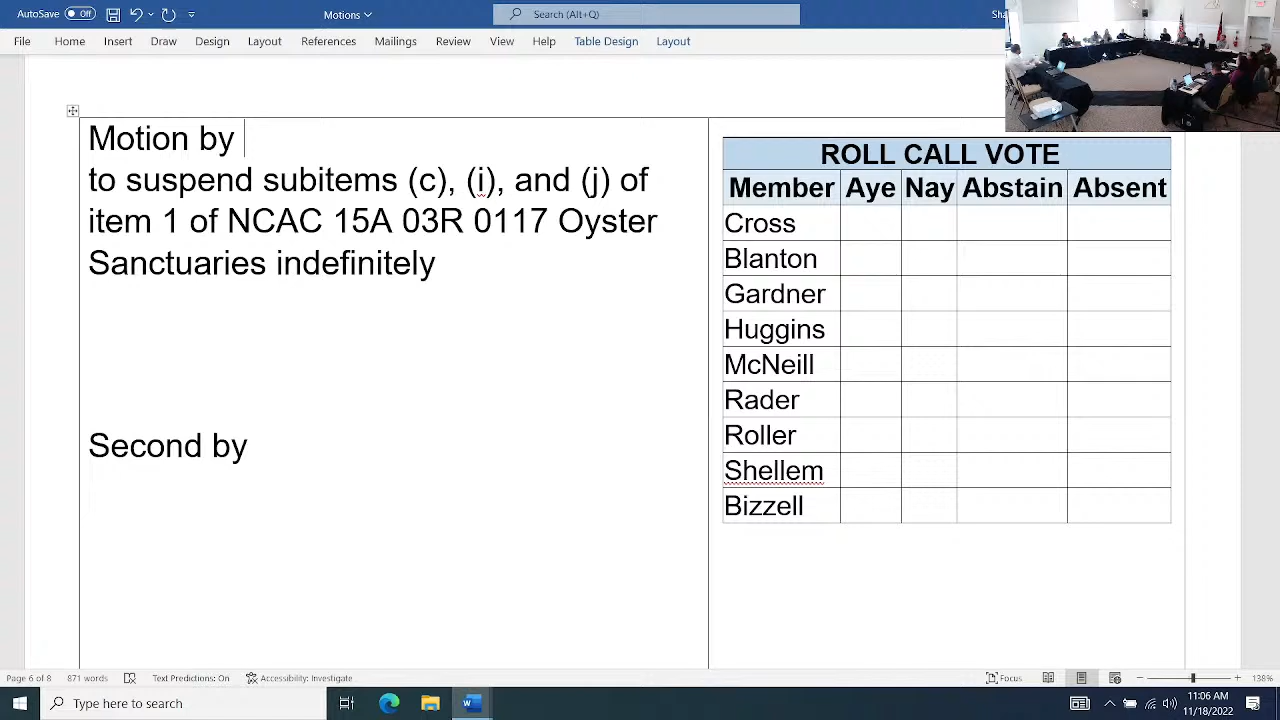 AutoSave Off
Motions
Search (Alt+Q)
File Home Insert Draw Design Layout References Mailings Review View Help Table Design Layout
Motion by
to suspend subitems (c), (i), and (j) of
item 1 of NCAC 15A 03R 0117 Oyster
Sanctuaries indefinitely
Second by
ROLL CALL VOTE
Member Aye Nay Abstain Absent
Cross
Blanton
Gardner
Huggins
McNeill
Rader
Roller
Shellem
Bizzell
Page 6 of 8 871 words Text Predictions: On Accessibility: Investigate Focus 138%
Type here to search
11:06 AM
11/18/2022